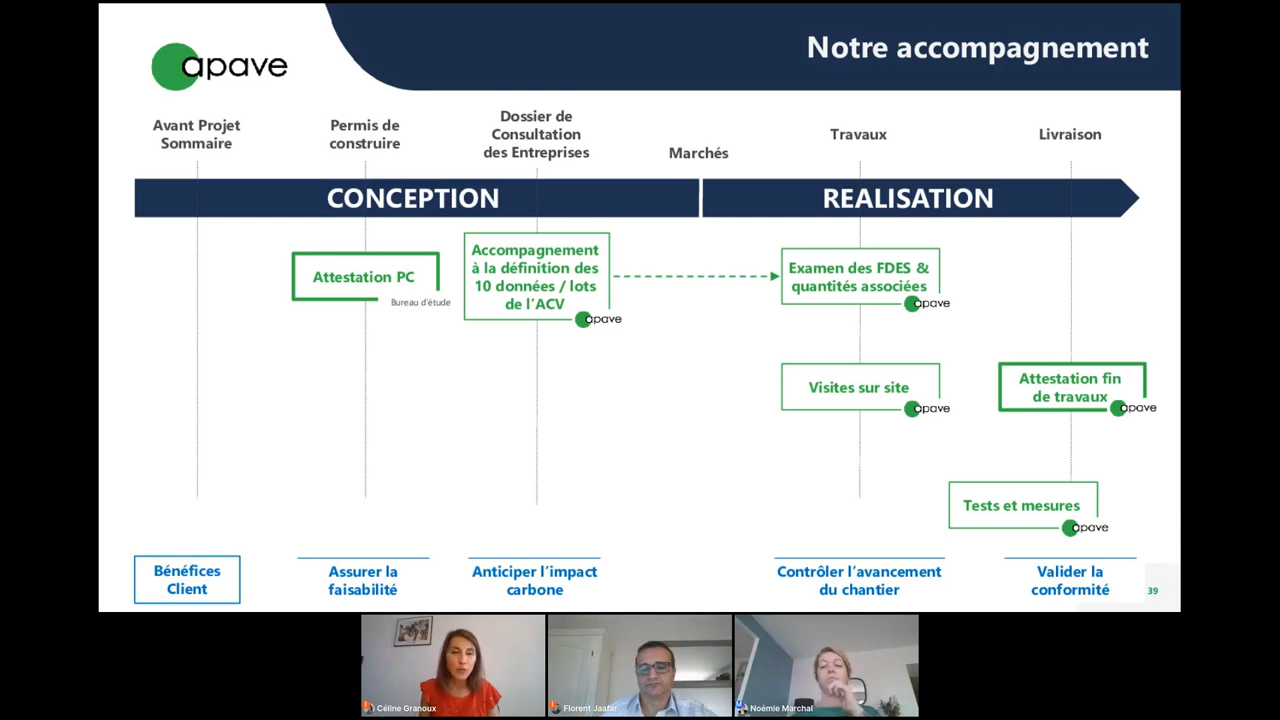 apave
Notre accompagnement
Avant Projet
Sommaire
Permis de
construire
Dossier de
Consultation
des Entreprises
Marchés
Travaux
Livraison
CONCEPTION
REALISATION
Attestation PC
Bureau d'étude
Accompagnement
à la définition des
10 données / lots
de l'ACV
apave
Examen des FDES &
quantités associées
apave
Visites sur site
apave
Attestation fin
de travaux
apave
Tests et mesures
apave
Bénéfices
Client
Assurer la
faisabilité
Anticiper l'impact
carbone
Contrôler l'avancement
du chantier
Valider la
conformité
39
Céline Granoux
Florent Jaafar
Noémie Marchal